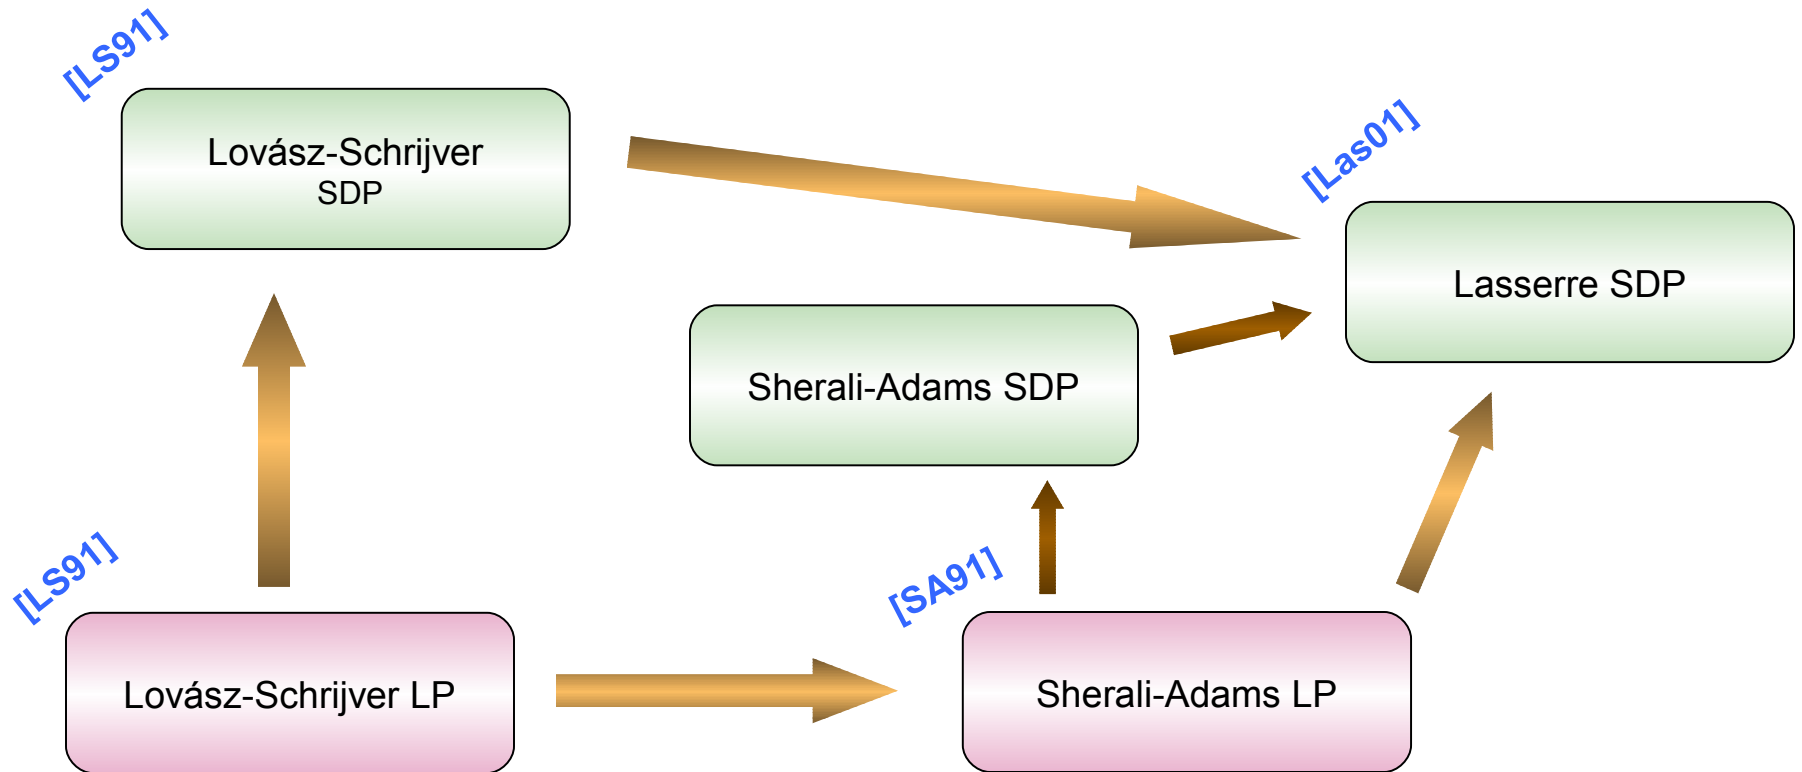 [LS91]
Lovász-Schrijver
SDP
[Las01]
Lasserre SDP
Sherali-Adams SDP
[LS91]
Lovász-Schrijver LP
[SA91]
Sherali-Adams LP